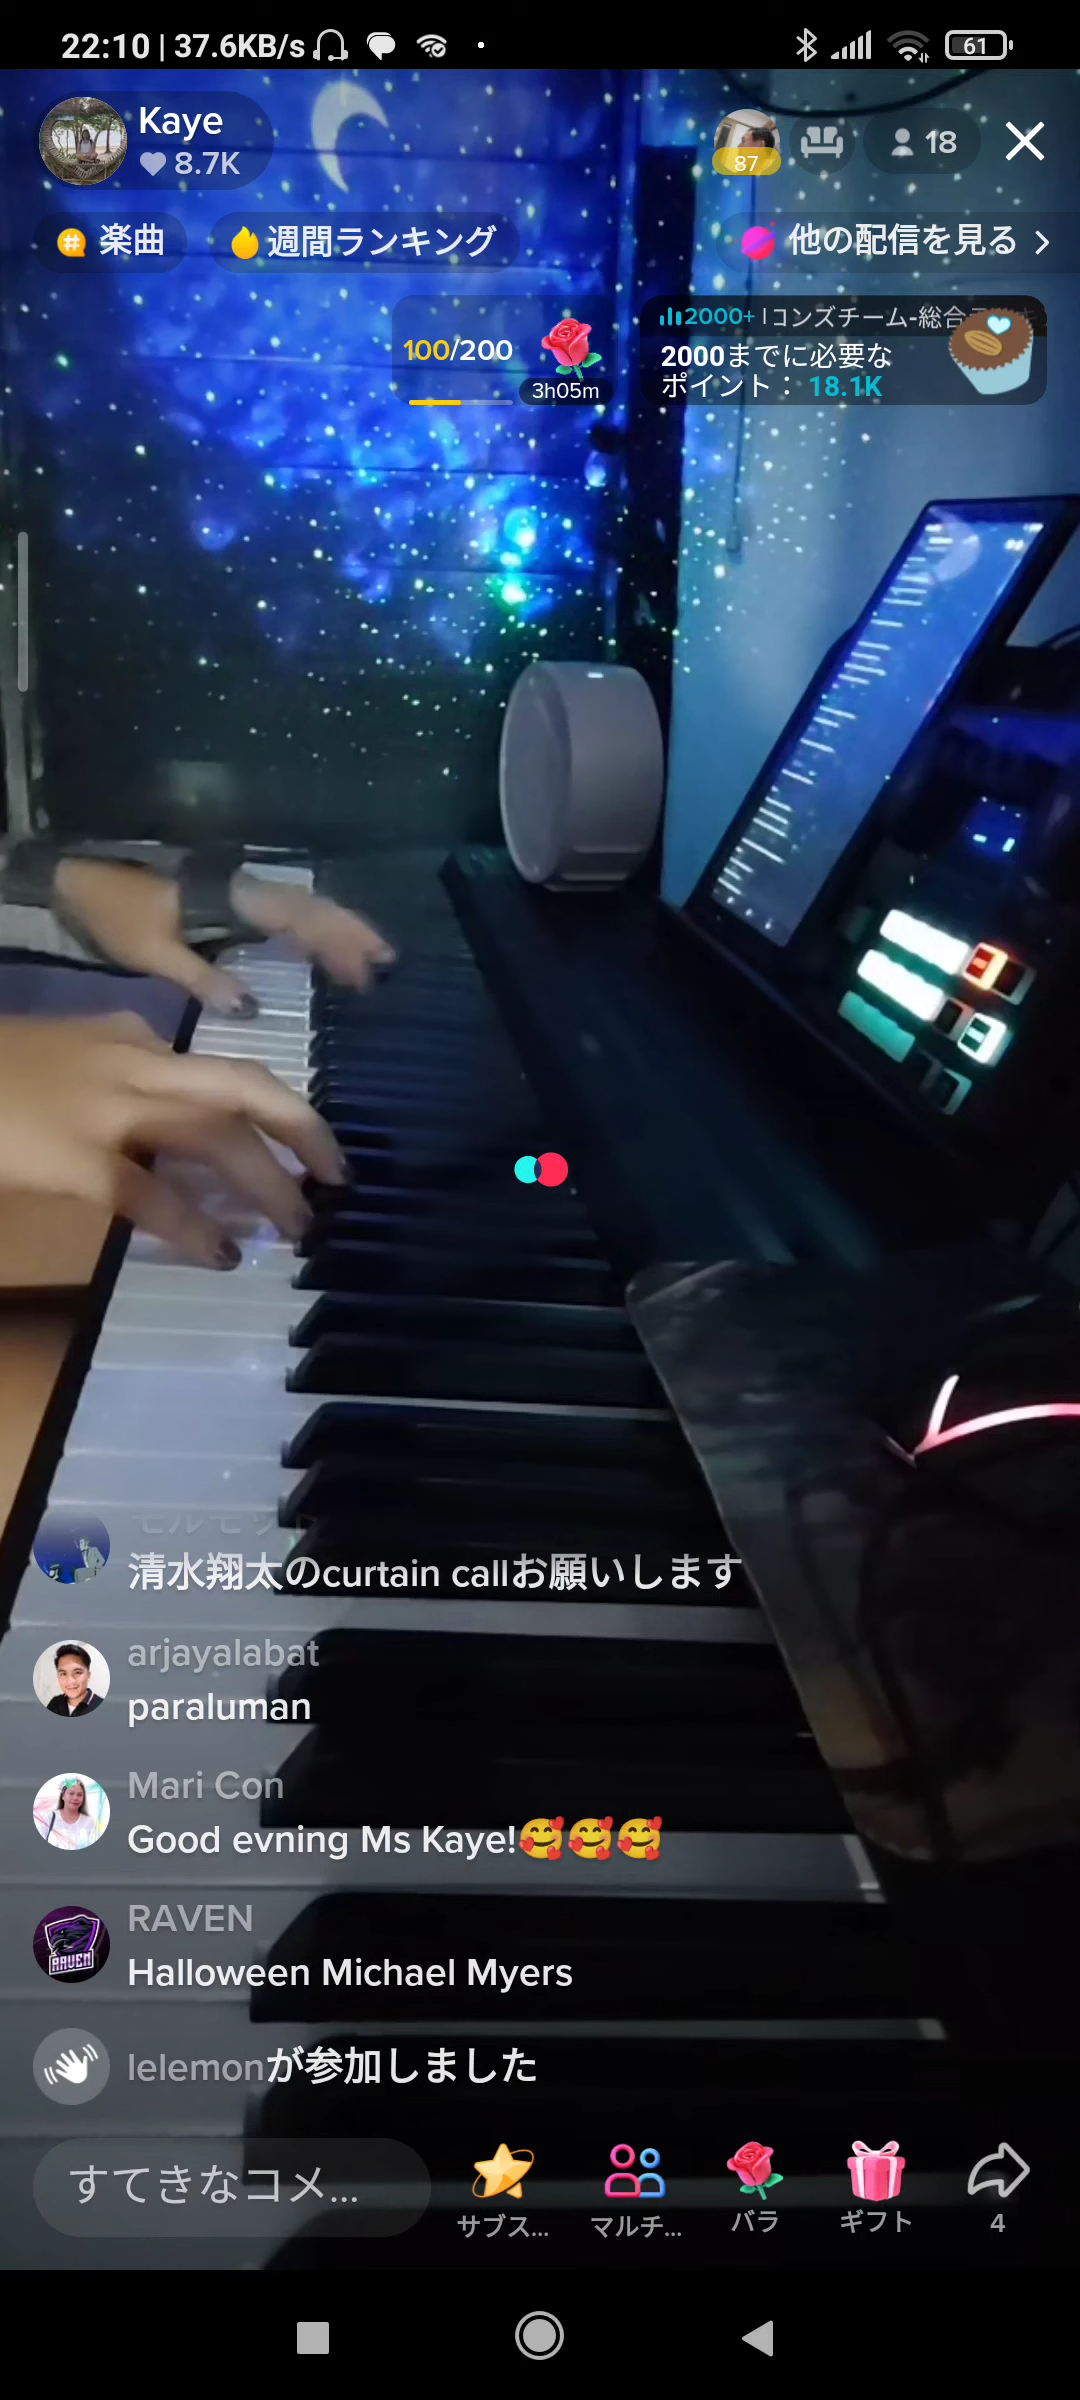 22:10 | 37.6KB/s
61
Kaye
8.7K
87
18
楽曲
週間ランキング
他の配信を見る
100/200
3h05m
2000+
コンズチーム-総合
2000までに必要な
ポイント： 18.1K
モルモット
清水翔太のcurtain callお願いします
arjayalabat
paraluman
Mari Con
Good evning Ms Kaye!🥰🥰🥰
RAVEN
RAVEN
Halloween Michael Myers
lelemonが参加しました
すてきなコメ...
サブス...
マルチ...
バラ
ギフト
4